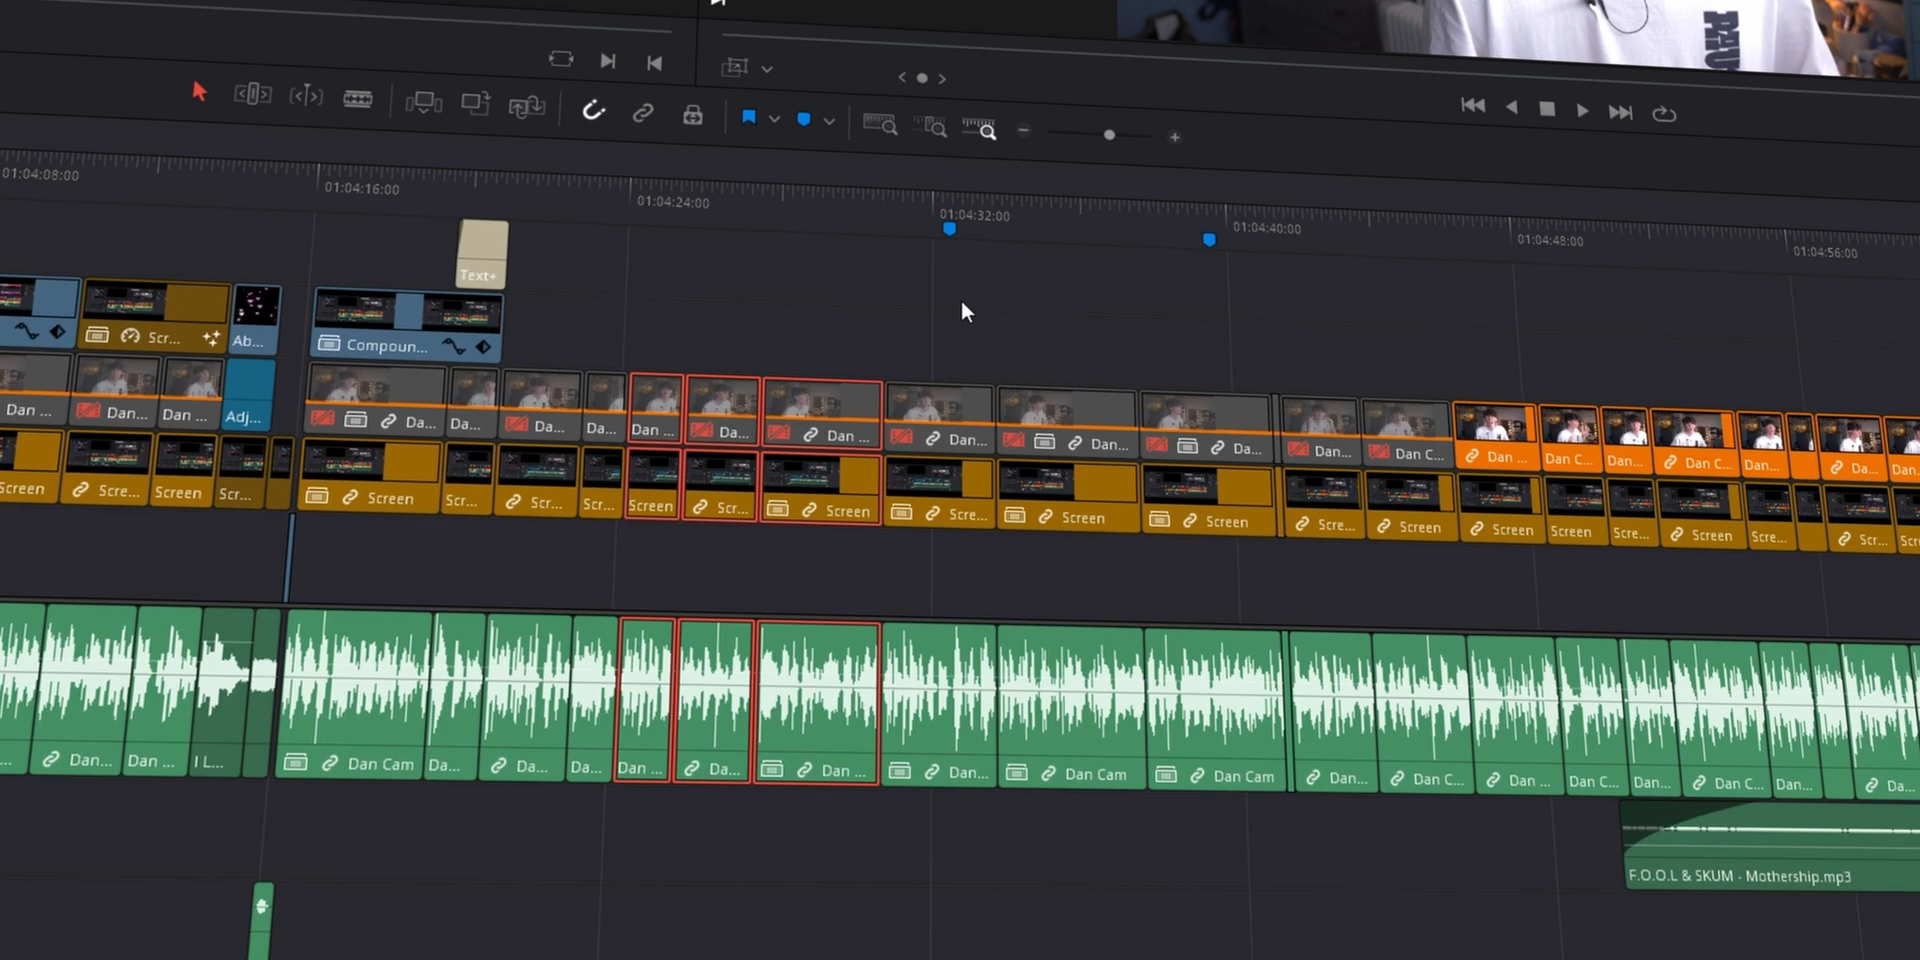 01:04:08:00
01:04:16:00
01:04:24:00
01:04:32:00
01:04:40:00
01:04:48:00
01:04:56:00
Text+
Scr...
Ab...
Compoun...
Dan ...
Dan...
Dan ...
Adj...
Da...
Da...
Da...
Da...
Dan ...
Da...
Dan ...
Dan...
Dan...
Da...
Dan...
Dan C...
Dan ...
Dan C...
Dan...
Dan C...
Dan...
Da...
Dan...
Screen
Scre...
Screen
Scr...
Screen
Scr...
Scr...
Scr...
Screen
Scr...
Screen
Scre...
Screen
Screen
Scre...
Screen
Screen
Screen
Scre...
Screen
Scre...
Scr...
Scr
...
Dan...
Dan ...
I L...
Dan Cam
Da...
Da...
Da...
Dan ...
Da...
Dan ...
Dan...
Dan Cam
Dan Cam
Dan...
Dan C...
Dan ...
Dan C...
Dan...
Dan C...
Dan...
Da...
F.O.O.L & SKUM - Mothership.mp3